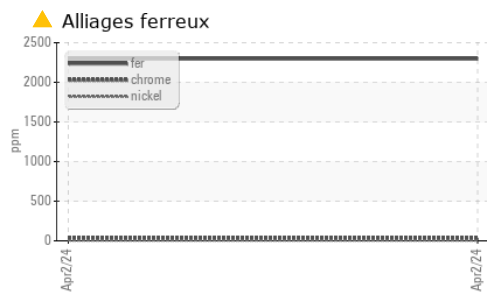 Alliages ferreux
2500
2000
1500
1000
500
0
ppm
fer
chrome
nickel
Apr2/24
Apr2/24